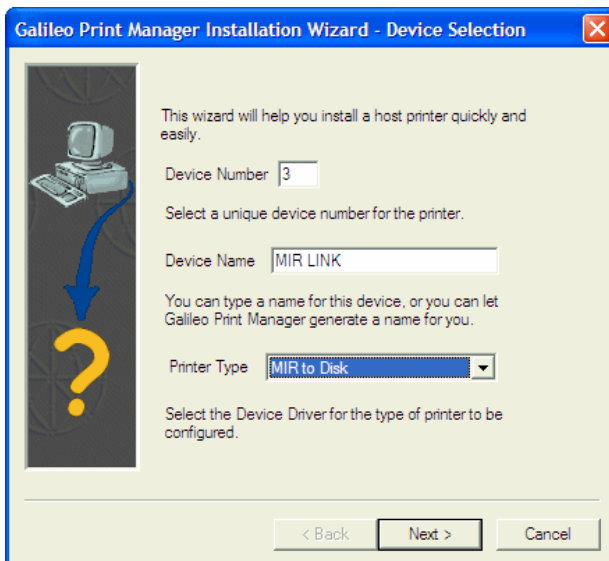 Galileo Print Manager Installation Wizard - Device Selection
This wizard will help you install a host printer quickly and
easily.
Device Number 3
Select a unique device number for the printer.
Device Name MIR LINK
You can type a name for this device, or you can let
Galileo Print Manager generate a name for you.
Printer Type MIR to Disk
Select the Device Driver for the type of printer to be
configured.
< Back Next > Cancel